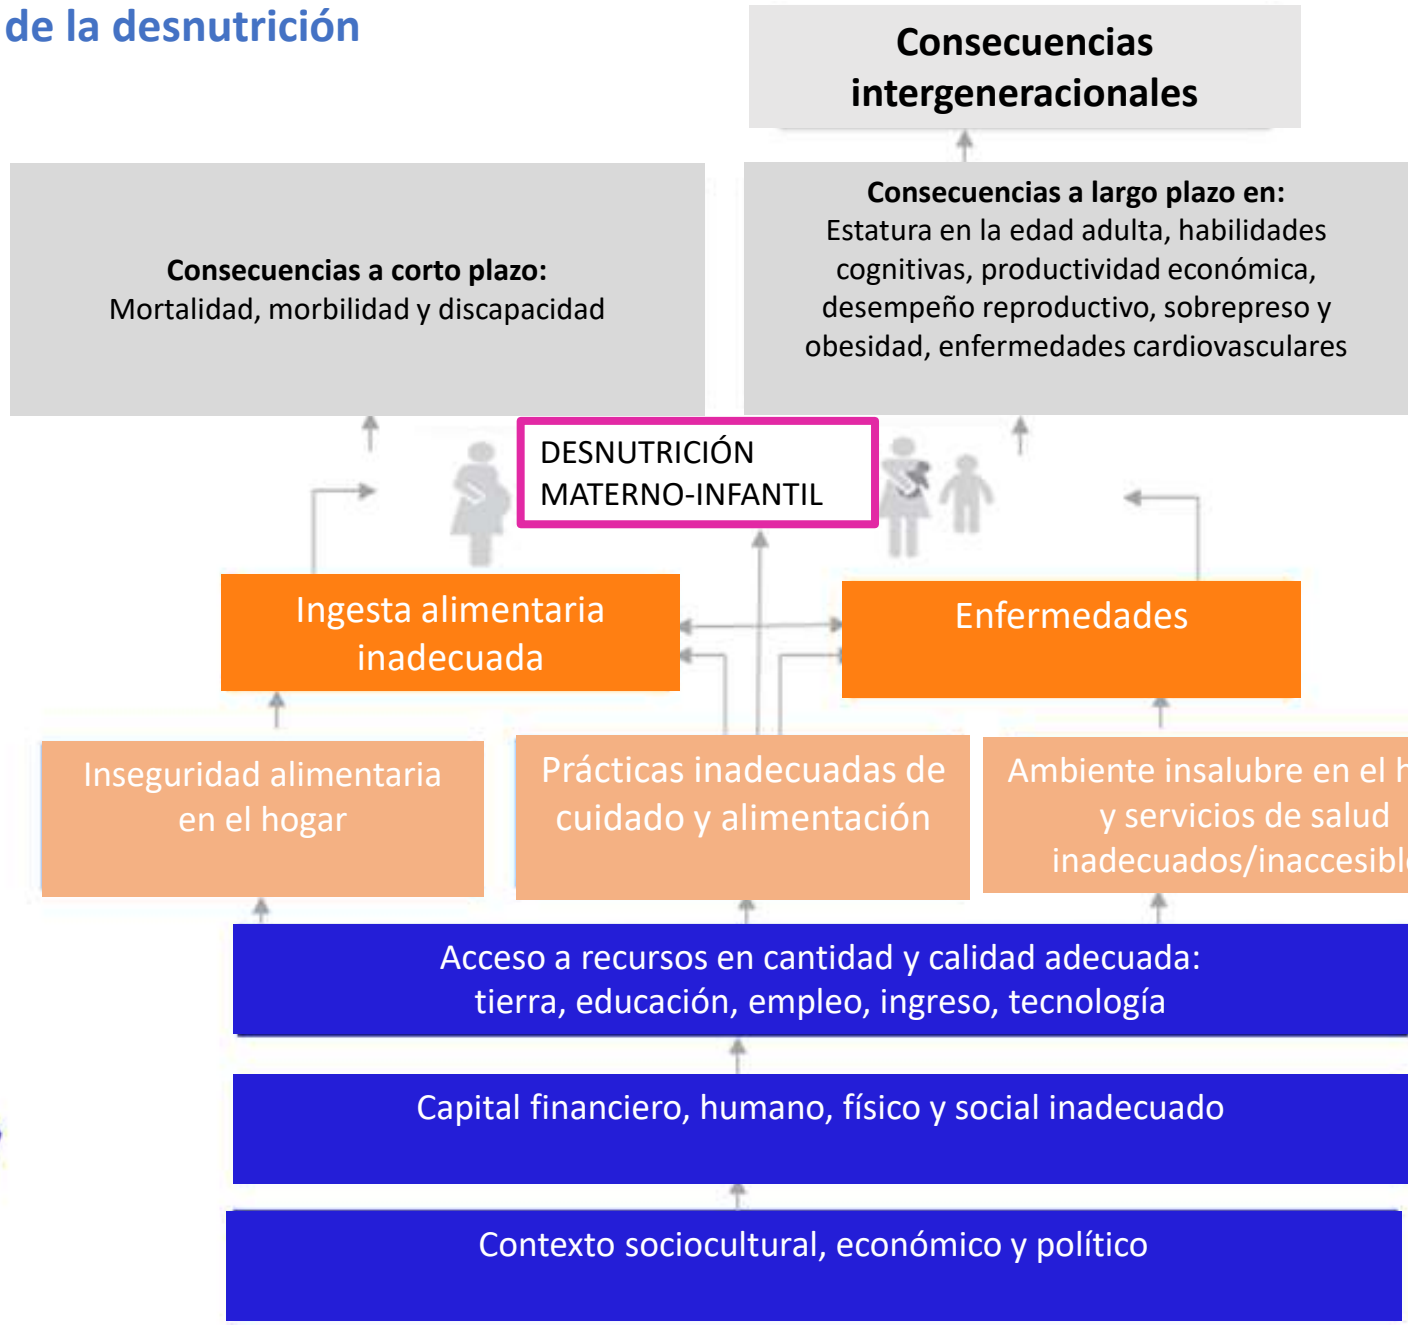 de la desnutrición
Consecuencias
intergeneracionales
Consecuencias a corto plazo:
Mortalidad, morbilidad y discapacidad
Consecuencias a largo plazo en:
Estatura en la edad adulta, habilidades
cognitivas, productividad económica,
desempeño reproductivo, sobrepreso y
obesidad, enfermedades cardiovasculares
DESNUTRICIÓN
MATERNO-INFANTIL
Ingesta alimentaria
inadecuada
Enfermedades
Inseguridad alimentaria
en el hogar
Prácticas inadecuadas de
cuidado y alimentación
Ambiente insalubre en el
y servicios de salud
Acceso a recursos en cantidad y calidad adecuada:
tierra, educación, empleo, ingreso, tecnología
Capital financiero, humano, físico y social inadecuado
Contexto sociocultural, económico y político